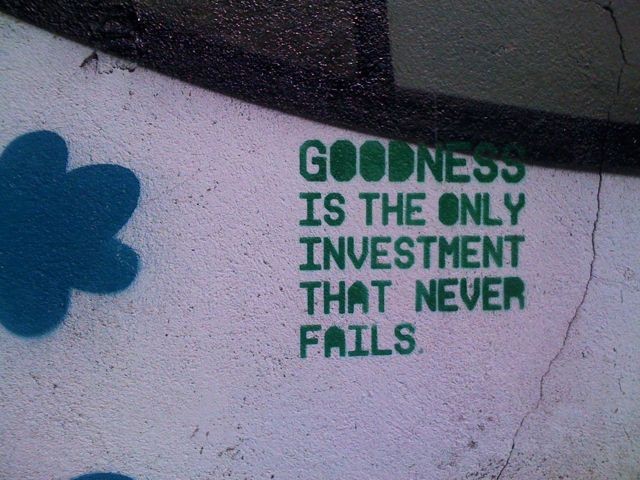 GOODNESS
IS THE ONLY
INVESTMENT
THAT NEVER
FAILS.